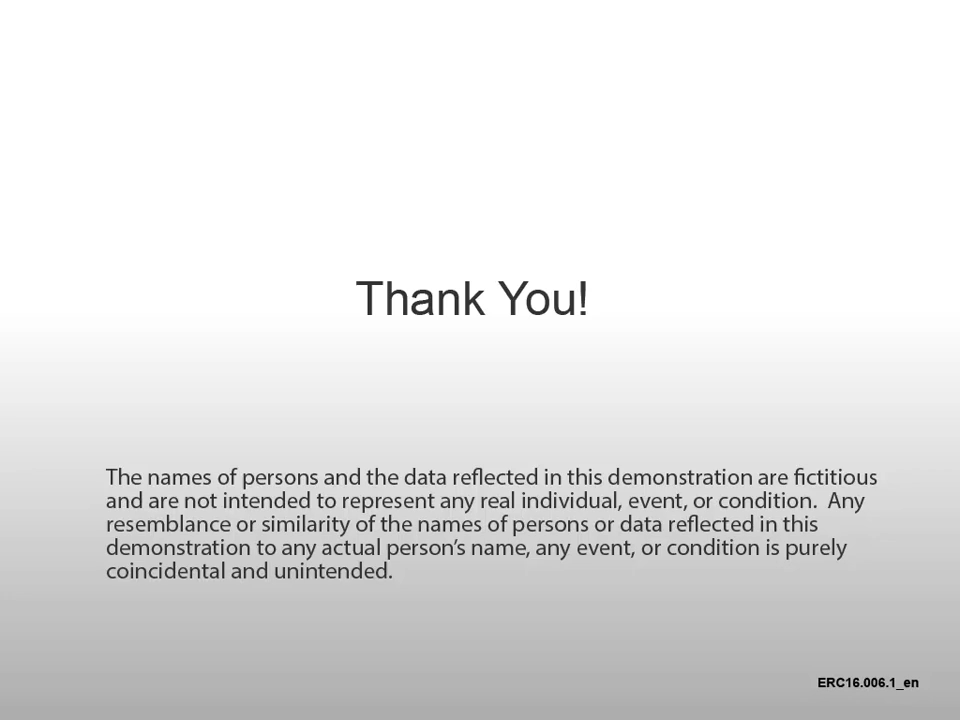 Thank You!
The names of persons and the data reflected in this demonstration are fictitious
and are not intended to represent any real individual, event, or condition.  Any
resemblance or similarity of the names of persons or data reflected in this
demonstration to any actual person’s name, any event, or condition is purely
coincidental and unintended.
ERC16.006.1_en